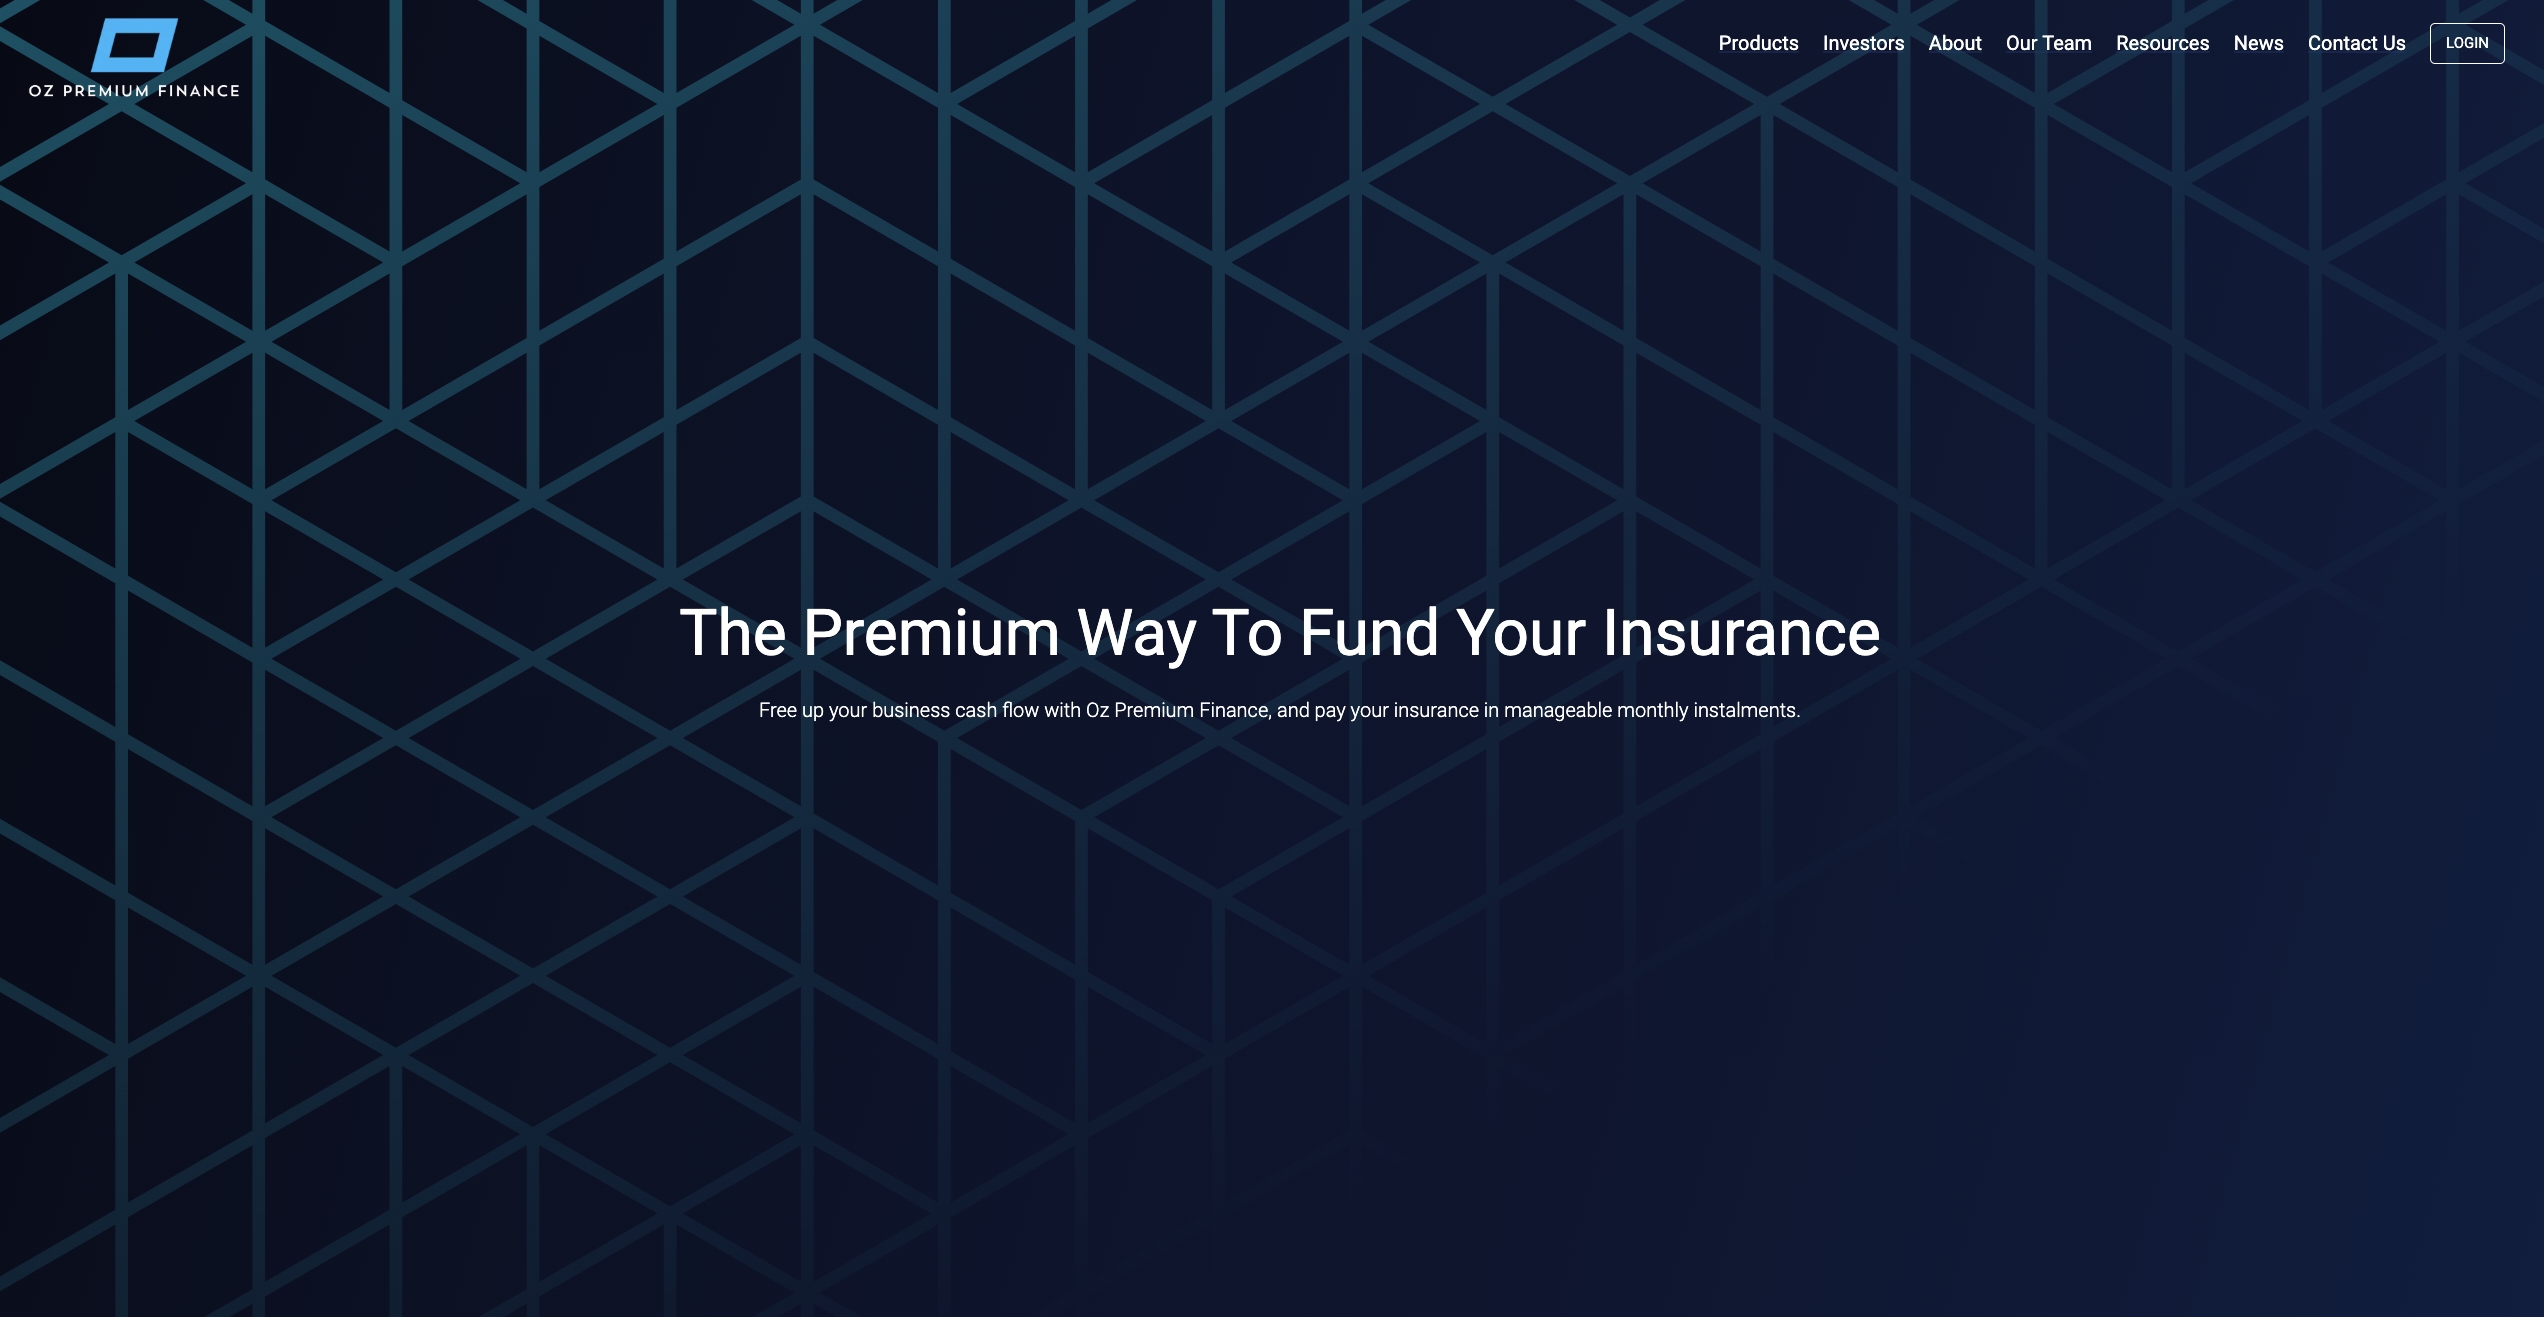 OZ PREMIUM FINANCE
Products Investors About Our Team Resources News Contact Us LOGIN
The Premium Way To Fund Your Insurance
Free up your business cash flow with Oz Premium Finance, and pay your insurance in manageable monthly instalments.